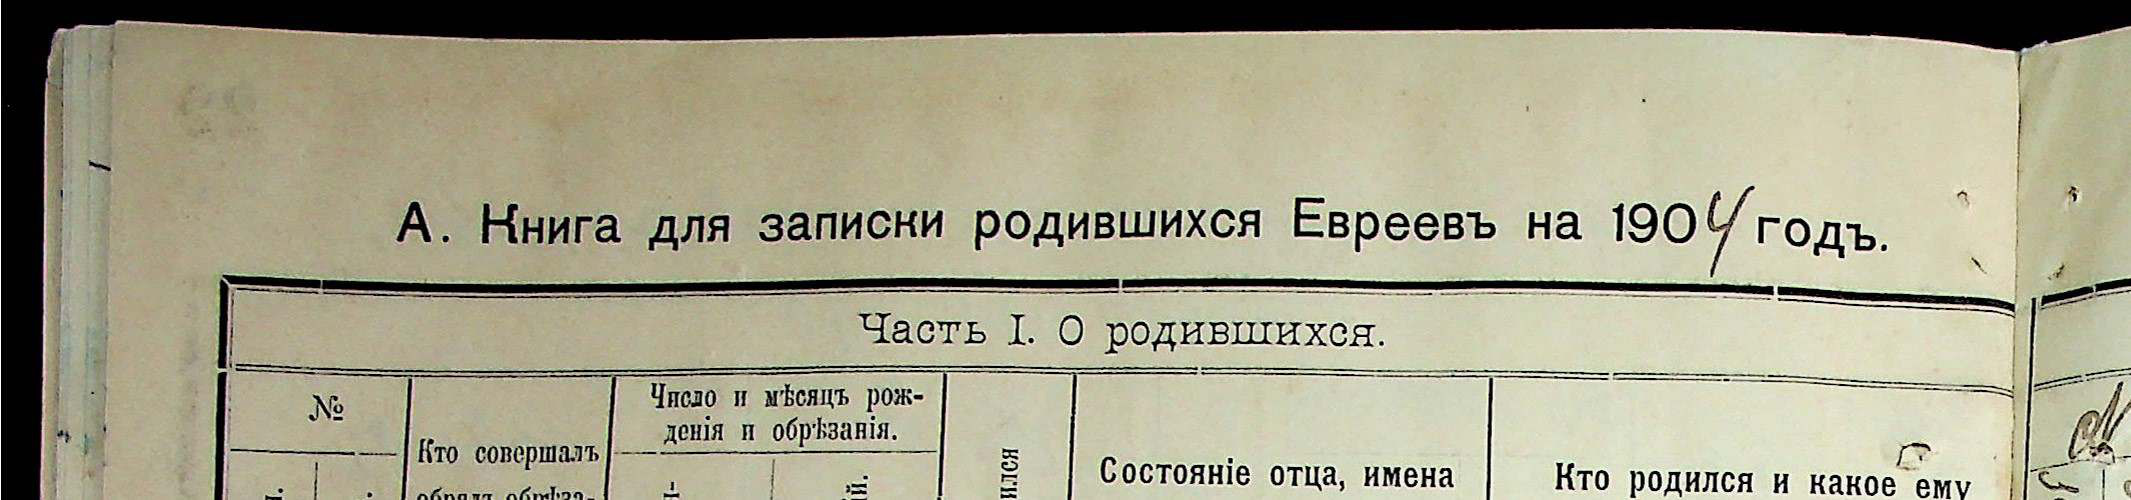 А. Книга для записки родившихся Евреевъ на 1904 годъ.
Часть I. О родившихся.
№
Число и мѣсяцъ рож-
денія и обрѣзанія.
Кто совершалъ
Состояніе отца, имена
Кто родился и какое ему